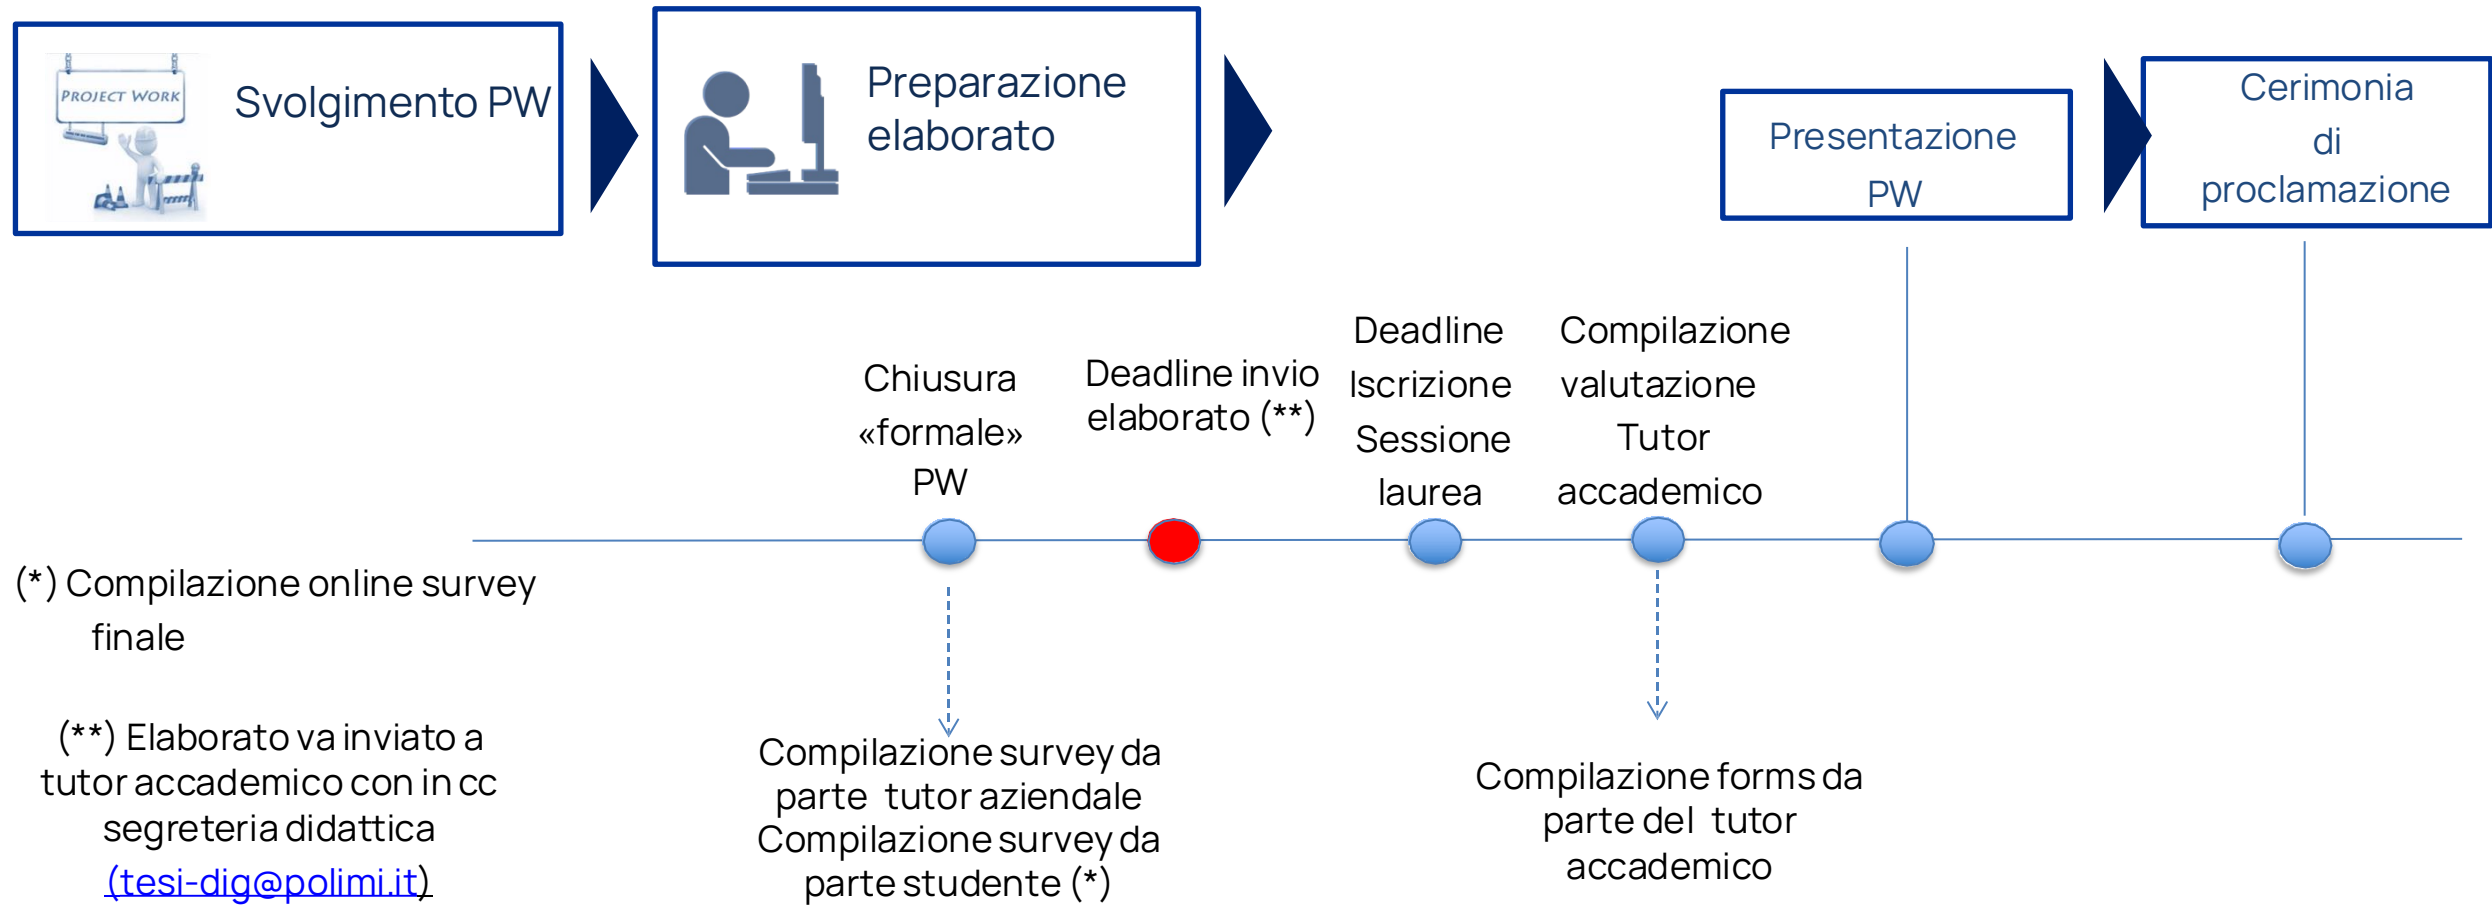 PROJECT WORK
Svolgimento PW
Preparazione
elaborato
Presentazione
PW
Cerimonia
di
proclamazione
Chiusura
«formale»
PW
Deadline invio
elaborato (**)
Deadline
Iscrizione
Sessione
laurea
Compilazione
valutazione
Tutor
accademico
(*) Compilazione online survey
finale
(**) Elaborato va inviato a
tutor accademico con in cc
segreteria didattica
(tesi-dig@polimi.it)
Compilazione survey da
parte tutor aziendale
Compilazione survey da
parte studente (*)
Compilazione forms da
parte del tutor
accademico